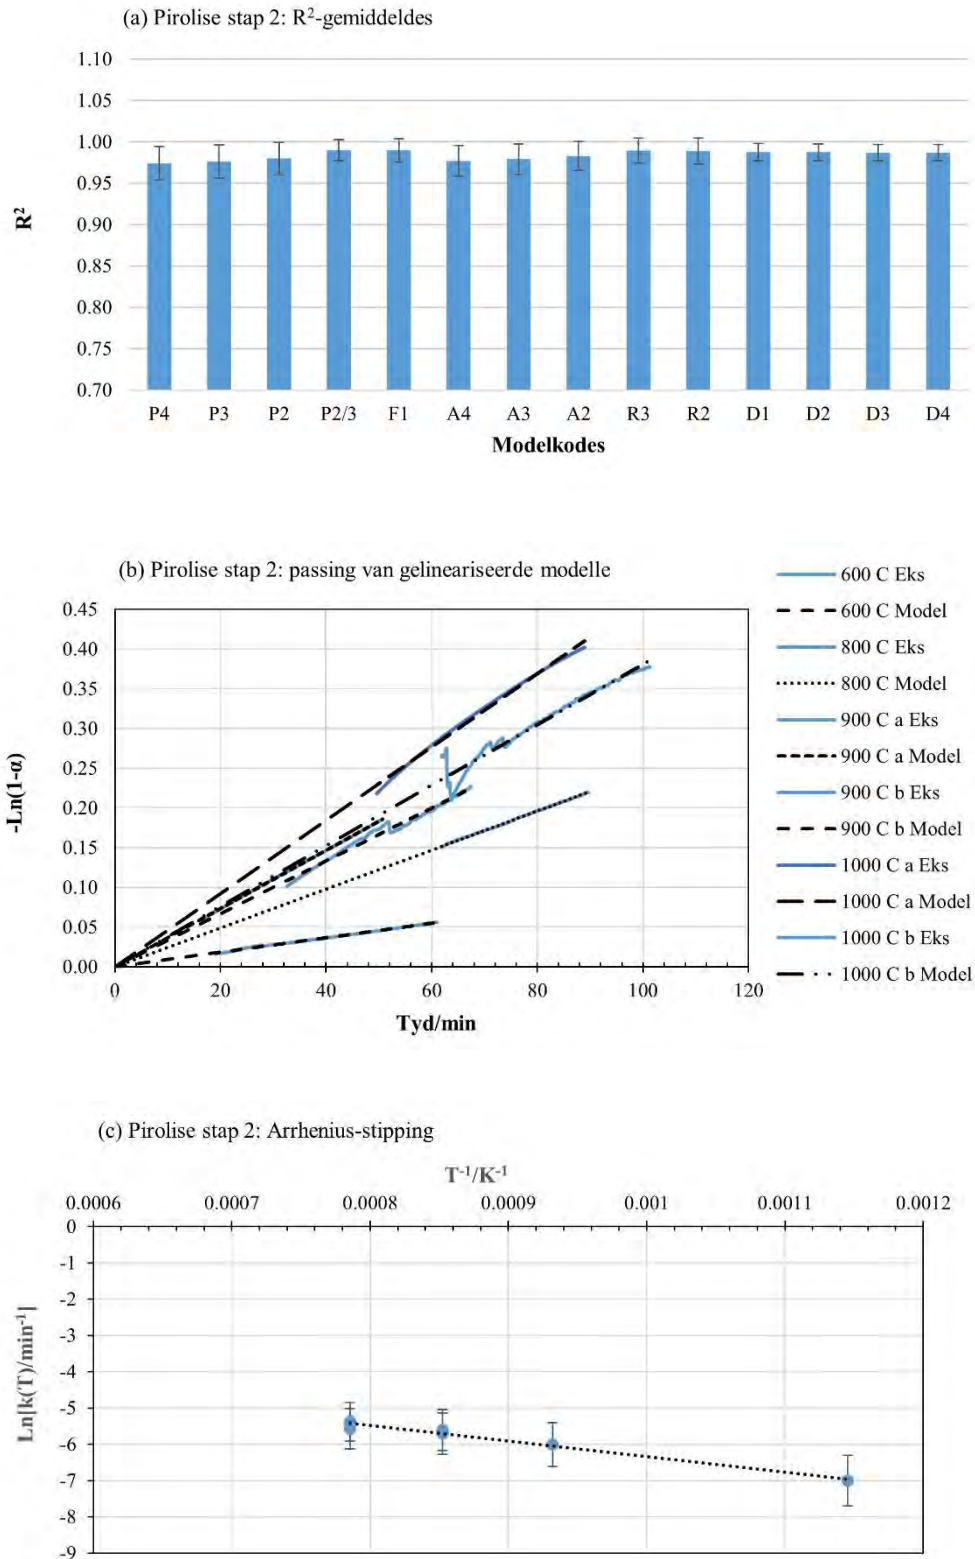 (a) Pirolise stap 2: R²-gemiddeldes
1.10
1.05
1.00
0.95
0.90
0.85
0.80
0.75
0.70
R²
P4 P3 P2 P2/3 F1 A4 A3 A2 R3 R2 D1 D2 D3 D4
Modelkodes
(b) Pirolise stap 2: passing van gelineariseerde modelle
0.45
0.40
0.35
0.30
0.25
0.20
0.15
0.10
0.05
0.00
-Ln(1-α)
0 20 40 60 80 100 120
Tyd/min
600 C Eks
600 C Model
800 C Eks
800 C Model
900 C a Eks
900 C a Model
900 C b Eks
900 C b Model
1000 C a Eks
1000 C a Model
1000 C b Eks
1000 C b Model
(c) Pirolise stap 2: Arrhenius-stipping
T⁻¹/K⁻¹
0.0006 0.0007 0.0008 0.0009 0.001 0.0011 0.0012
0
-1
-2
-3
-4
-5
-6
-7
-8
-9
Ln[k(T)/min⁻¹]